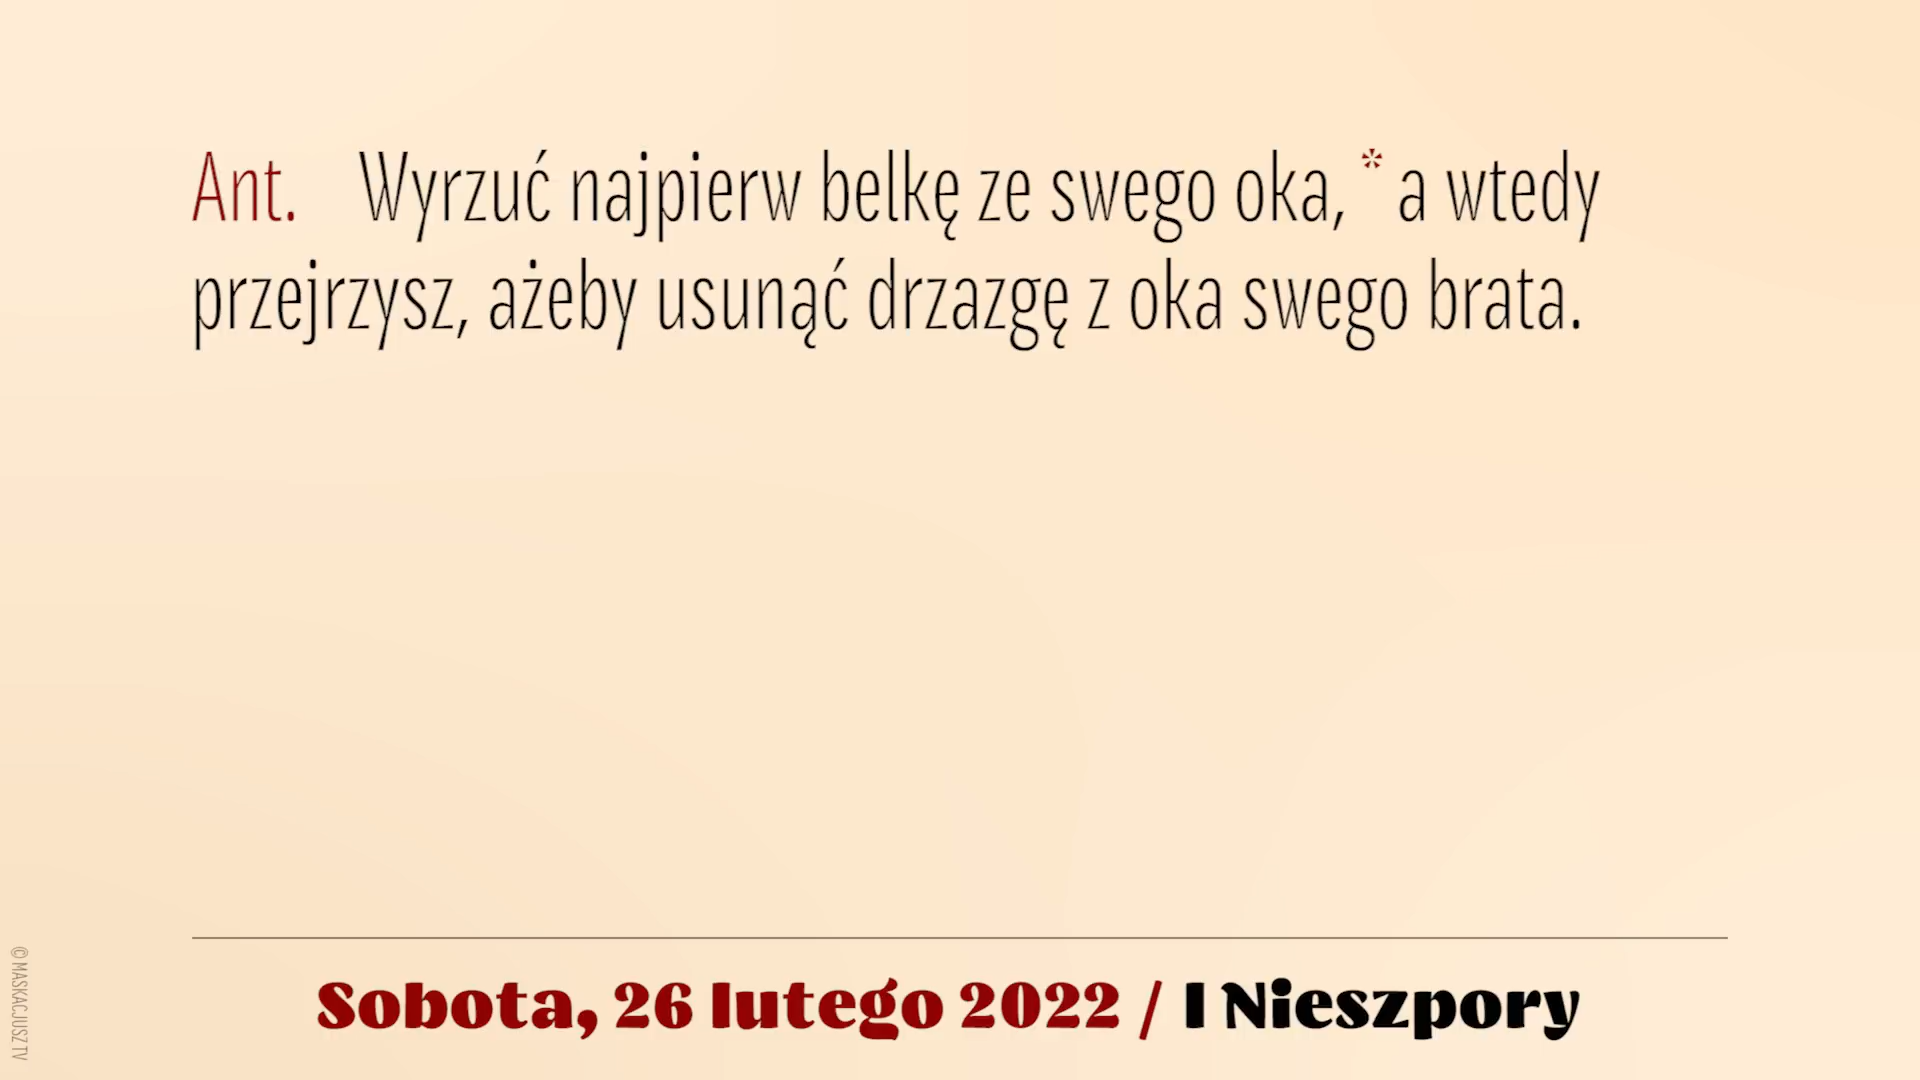 Ant. Wyrzuć najpierw belkę ze swego oka, * a wtedy
przejrzysz, ażeby usunąć drzazgę z oka swego brata.
Sobota, 26 lutego 2022 / I Nieszpory
© MASKACJUSZ TV